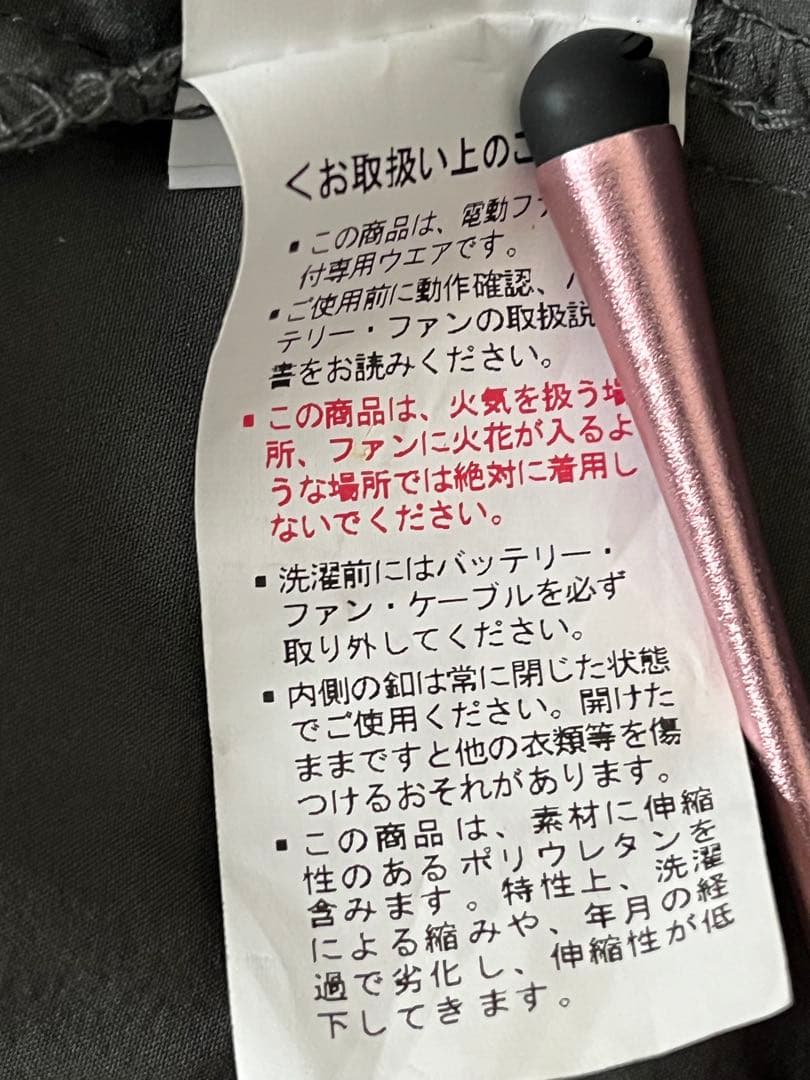 ＜お取扱い上のご
▪この商品は、電動ファ
付専用ウエアです。
▪ご使用前に動作確認、バ
テリー・ファンの取扱説
書をお読みください。
▪この商品は、火気を扱う場
所、ファンに火花が入るよ
うな場所では絶対に着用し
ないでください。
▪洗濯前にはバッテリー・
ファン・ケーブルを必ず
取り外してください。
▪内側の釦は常に閉じた状態
でご使用ください。開けた
ままですと他の衣類等を傷
つけるおそれがあります。
▪この商品は、素材に伸縮
性のあるポリウレタンを
含みます。特性上、洗濯
による縮みや、年月の経
過で劣化し、伸縮性が低
下してきます。